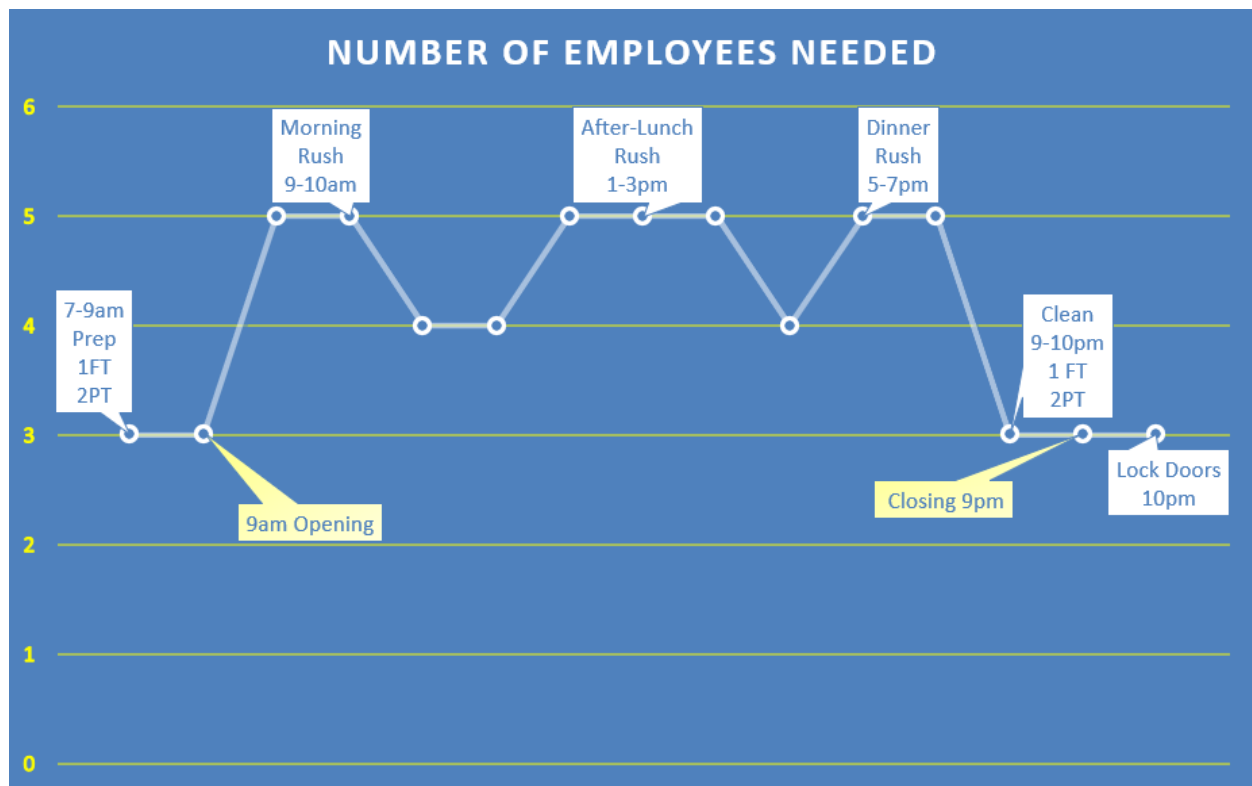 NUMBER OF EMPLOYEES NEEDED
6
Morning
Rush
9-10am
After-Lunch
Rush
1-3pm
Dinner
Rush
5-7pm
5
7-9am
Prep
1FT
2PT
4
Clean
9-10pm
1 FT
2PT
3
Lock Doors
10pm
Closing 9pm
9am Opening
2
1
0